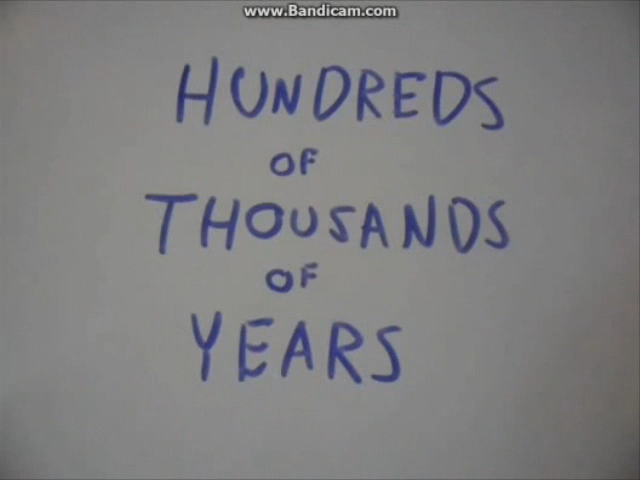 www.Bandicam.com
HUNDREDS
OF
THOUSANDS
OF
YEARS